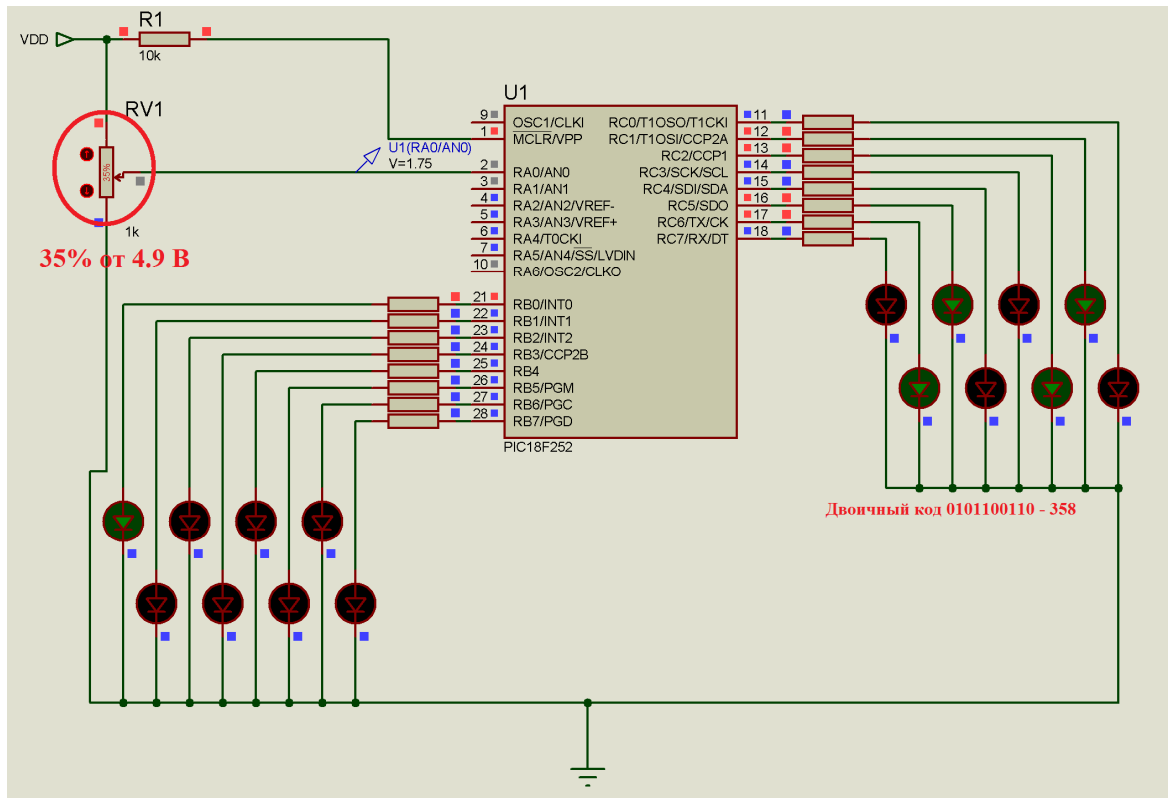 VDD
R1
10k
RV1
35%
1k
35% от 4.9 В
U1(RA0/AN0)
V=1.75
U1
9 OSC1/CLKI
1 MCLR/VPP
2 RA0/AN0
3 RA1/AN1
4 RA2/AN2/VREF-
5 RA3/AN3/VREF+
6 RA4/T0CKI
7 RA5/AN4/SS/LVDIN
10 RA6/OSC2/CLKO
21 RB0/INT0
22 RB1/INT1
23 RB2/INT2
24 RB3/CCP2B
25 RB4
26 RB5/PGM
27 RB6/PGC
28 RB7/PGD
RC0/T1OSO/T1CKI 11
RC1/T1OSI/CCP2A 12
RC2/CCP1 13
RC3/SCK/SCL 14
RC4/SDI/SDA 15
RC5/SDO 16
RC6/TX/CK 17
RC7/RX/DT 18
PIC18F252
Двоичный код 0101100110 - 358